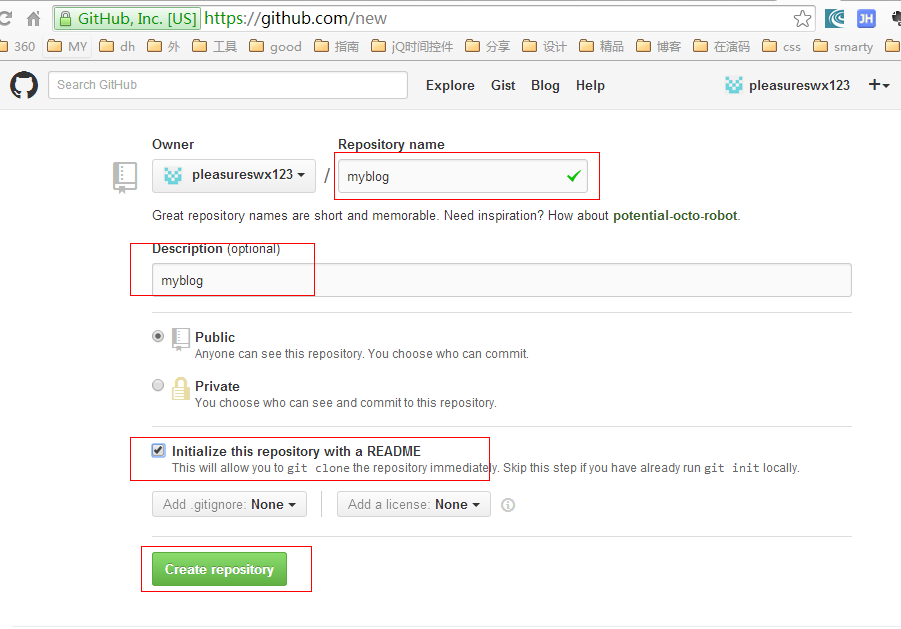 GitHub, Inc. [US] https://github.com/new
JH
360 MY dh 外 工具 good 指南 jQ时间控件 分享 设计 精品 博客 在演码 css smarty
Search GitHub Explore Gist Blog Help pleasureswx123
Owner Repository name
pleasureswx123 / myblog
Great repository names are short and memorable. Need inspiration? How about potential-octo-robot.
Description (optional)
myblog
Public
Anyone can see this repository. You choose who can commit.
Private
You choose who can see and commit to this repository.
Initialize this repository with a README
This will allow you to git clone the repository immediately. Skip this step if you have already run git init locally.
Add .gitignore: None Add a license: None
Create repository